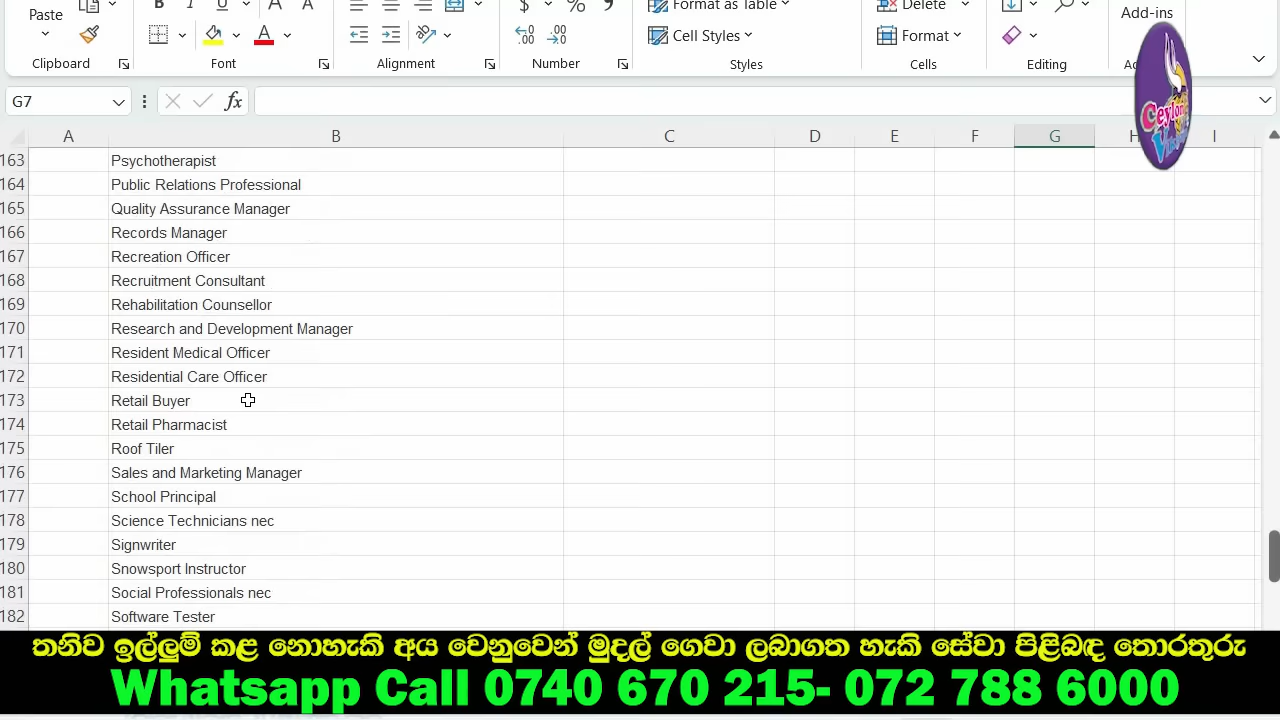 Format as Table
Delete
Paste
B I U
A
$ % 9
Cell Styles
Format
Add-ins
Clipboard
Font
Alignment
Number
Styles
Cells
Editing
G7
fx
Ceylon
A B C D E F G H I
163 Psychotherapist
164 Public Relations Professional
165 Quality Assurance Manager
166 Records Manager
167 Recreation Officer
168 Recruitment Consultant
169 Rehabilitation Counsellor
170 Research and Development Manager
171 Resident Medical Officer
172 Residential Care Officer
173 Retail Buyer
174 Retail Pharmacist
175 Roof Tiler
176 Sales and Marketing Manager
177 School Principal
178 Science Technicians nec
179 Signwriter
180 Snowsport Instructor
181 Social Professionals nec
182 Software Tester
තනිව ඉල්ලුම් කළ නොහැකි අය වෙනුවෙන් මුදල් ගෙවා ලබාගත හැකි සේවා පිළිබඳ තොරතුරු
Whatsapp Call 0740 670 215- 072 788 6000